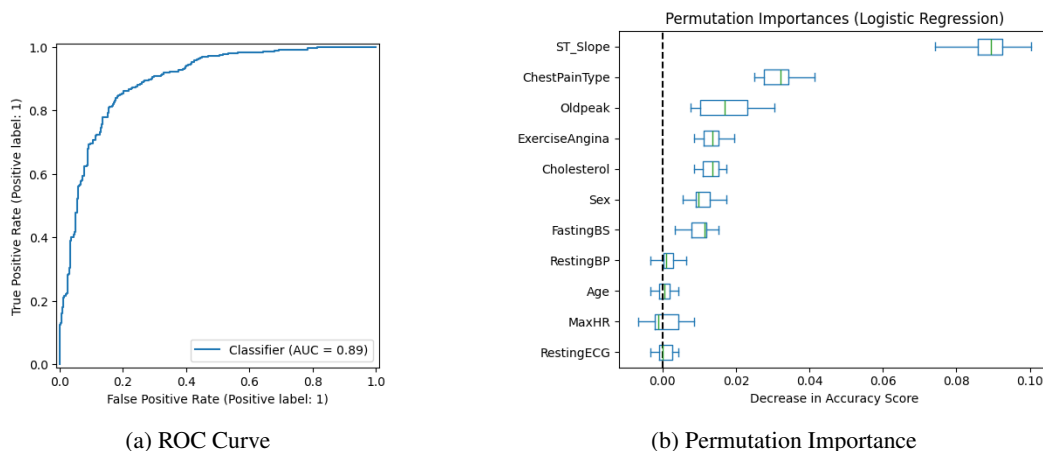 1.0
0.8
0.6
0.4
0.2
0.0
True Positive Rate (Positive label: 1)
Classifier (AUC = 0.89)
0.0 0.2 0.4 0.6 0.8 1.0
False Positive Rate (Positive label: 1)
(a) ROC Curve
Permutation Importances (Logistic Regression)
ST_Slope
ChestPainType
Oldpeak
ExerciseAngina
Cholesterol
Sex
FastingBS
RestingBP
Age
MaxHR
RestingECG
0.00 0.02 0.04 0.06 0.08 0.10
Decrease in Accuracy Score
(b) Permutation Importance